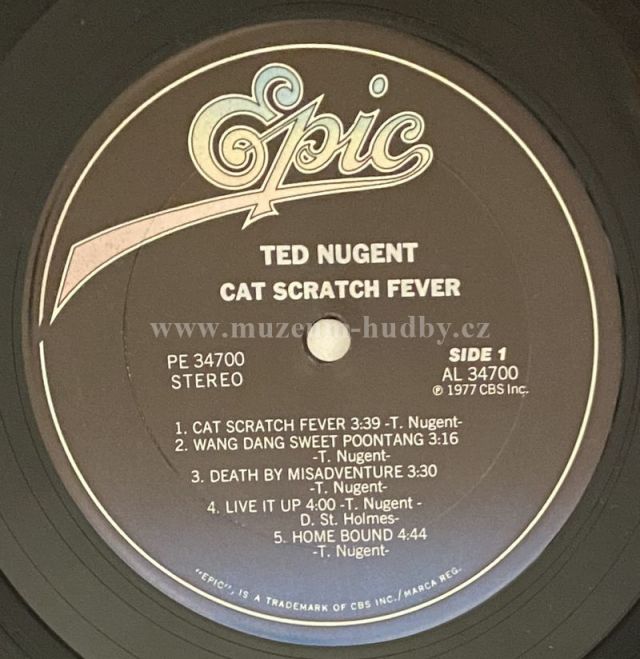 Epic
TED NUGENT
CAT SCRATCH FEVER
www.muzeum-hudby.cz
PE 34700
STEREO
SIDE 1
AL 34700
℗ 1977 CBS Inc.
1. CAT SCRATCH FEVER 3:39 -T. Nugent-
2. WANG DANG SWEET POONTANG 3:16
-T. Nugent-
3. DEATH BY MISADVENTURE 3:30
-T. Nugent-
4. LIVE IT UP 4:00 -T. Nugent -
D. St. Holmes-
5. HOME BOUND 4:44
-T. Nugent-
"EPIC", IS A TRADEMARK OF CBS INC./MARCA REG.